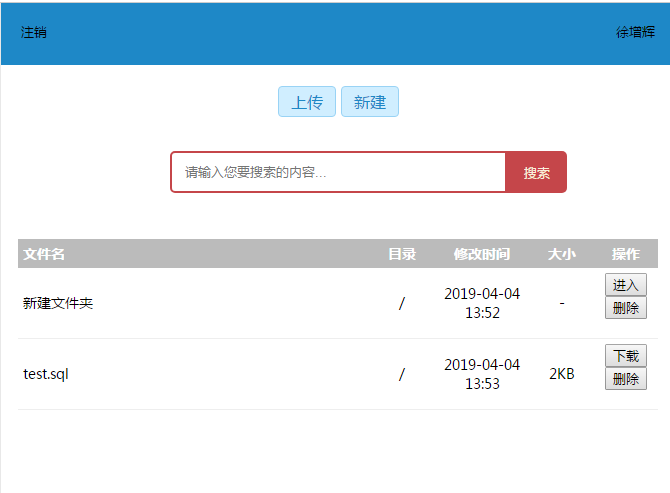 注销 徐增辉
上传 新建
请输入您要搜索的内容... 搜索
文件名 目录 修改时间 大小 操作
新建文件夹 / 2019-04-04 13:52 - 进入 删除
test.sql / 2019-04-04 13:53 2KB 下载 删除